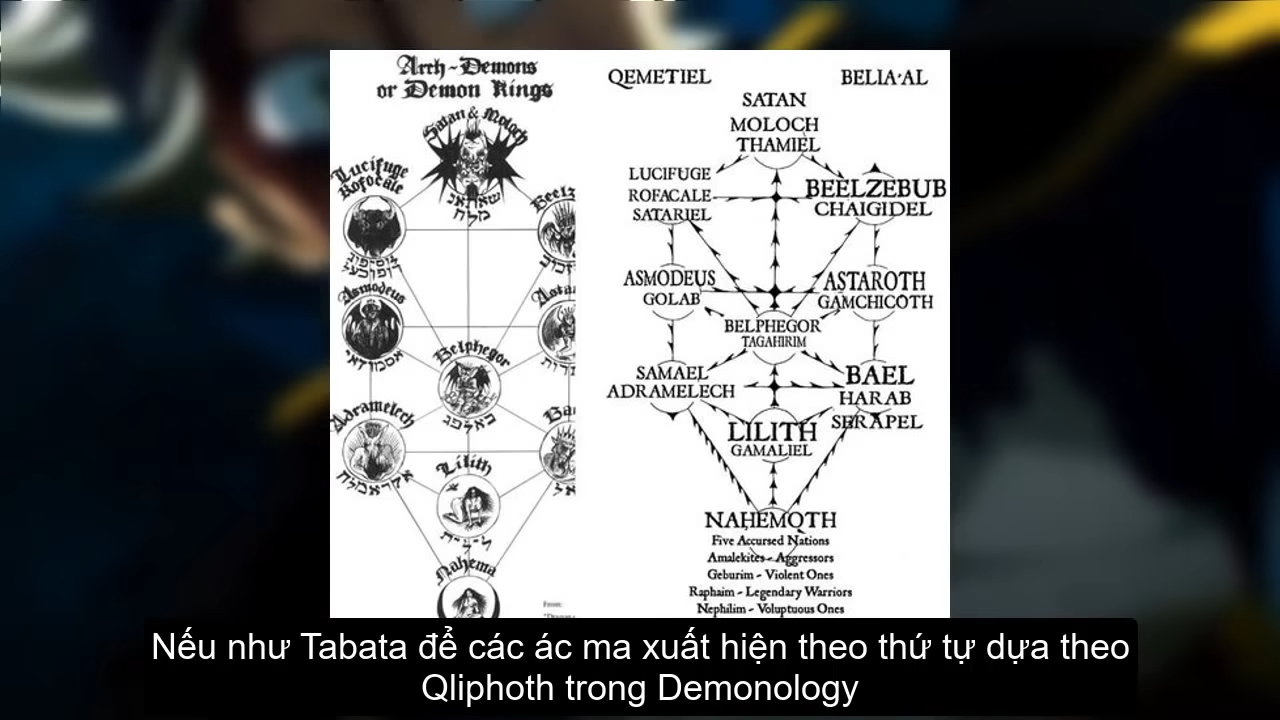 Arch-Demons
or Demon Kings
Satan & Moloch
Lucifuge
Rofocale
Asmodeus
אסמודאי
Belphegor
Adramelech
Lilith
Nahema
From:
QEMETIEL
BELIA'AL
SATAN
MOLOCH
THAMIEL
LUCIFUGE
ROFACALE
SATARIEL
BEELZEBUB
CHAIGIDEL
ASMODEUS
GOLAB
ASTAROTH
GAMCHICOTH
BELPHEGOR
TAGAHIRIM
SAMAEL
ADRAMELECH
BAEL
HARAB
SERAPEL
LILITH
GAMALIEL
NAHEMOTH
Five Accursed Nations
Amalekites - Aggressors
Geburim - Violent Ones
Raphaim - Legendary Warriors
Nephilim - Voluptuous Ones
Nếu như Tabata để các ác ma xuất hiện theo thứ tự dựa theo
Qliphoth trong Demonology